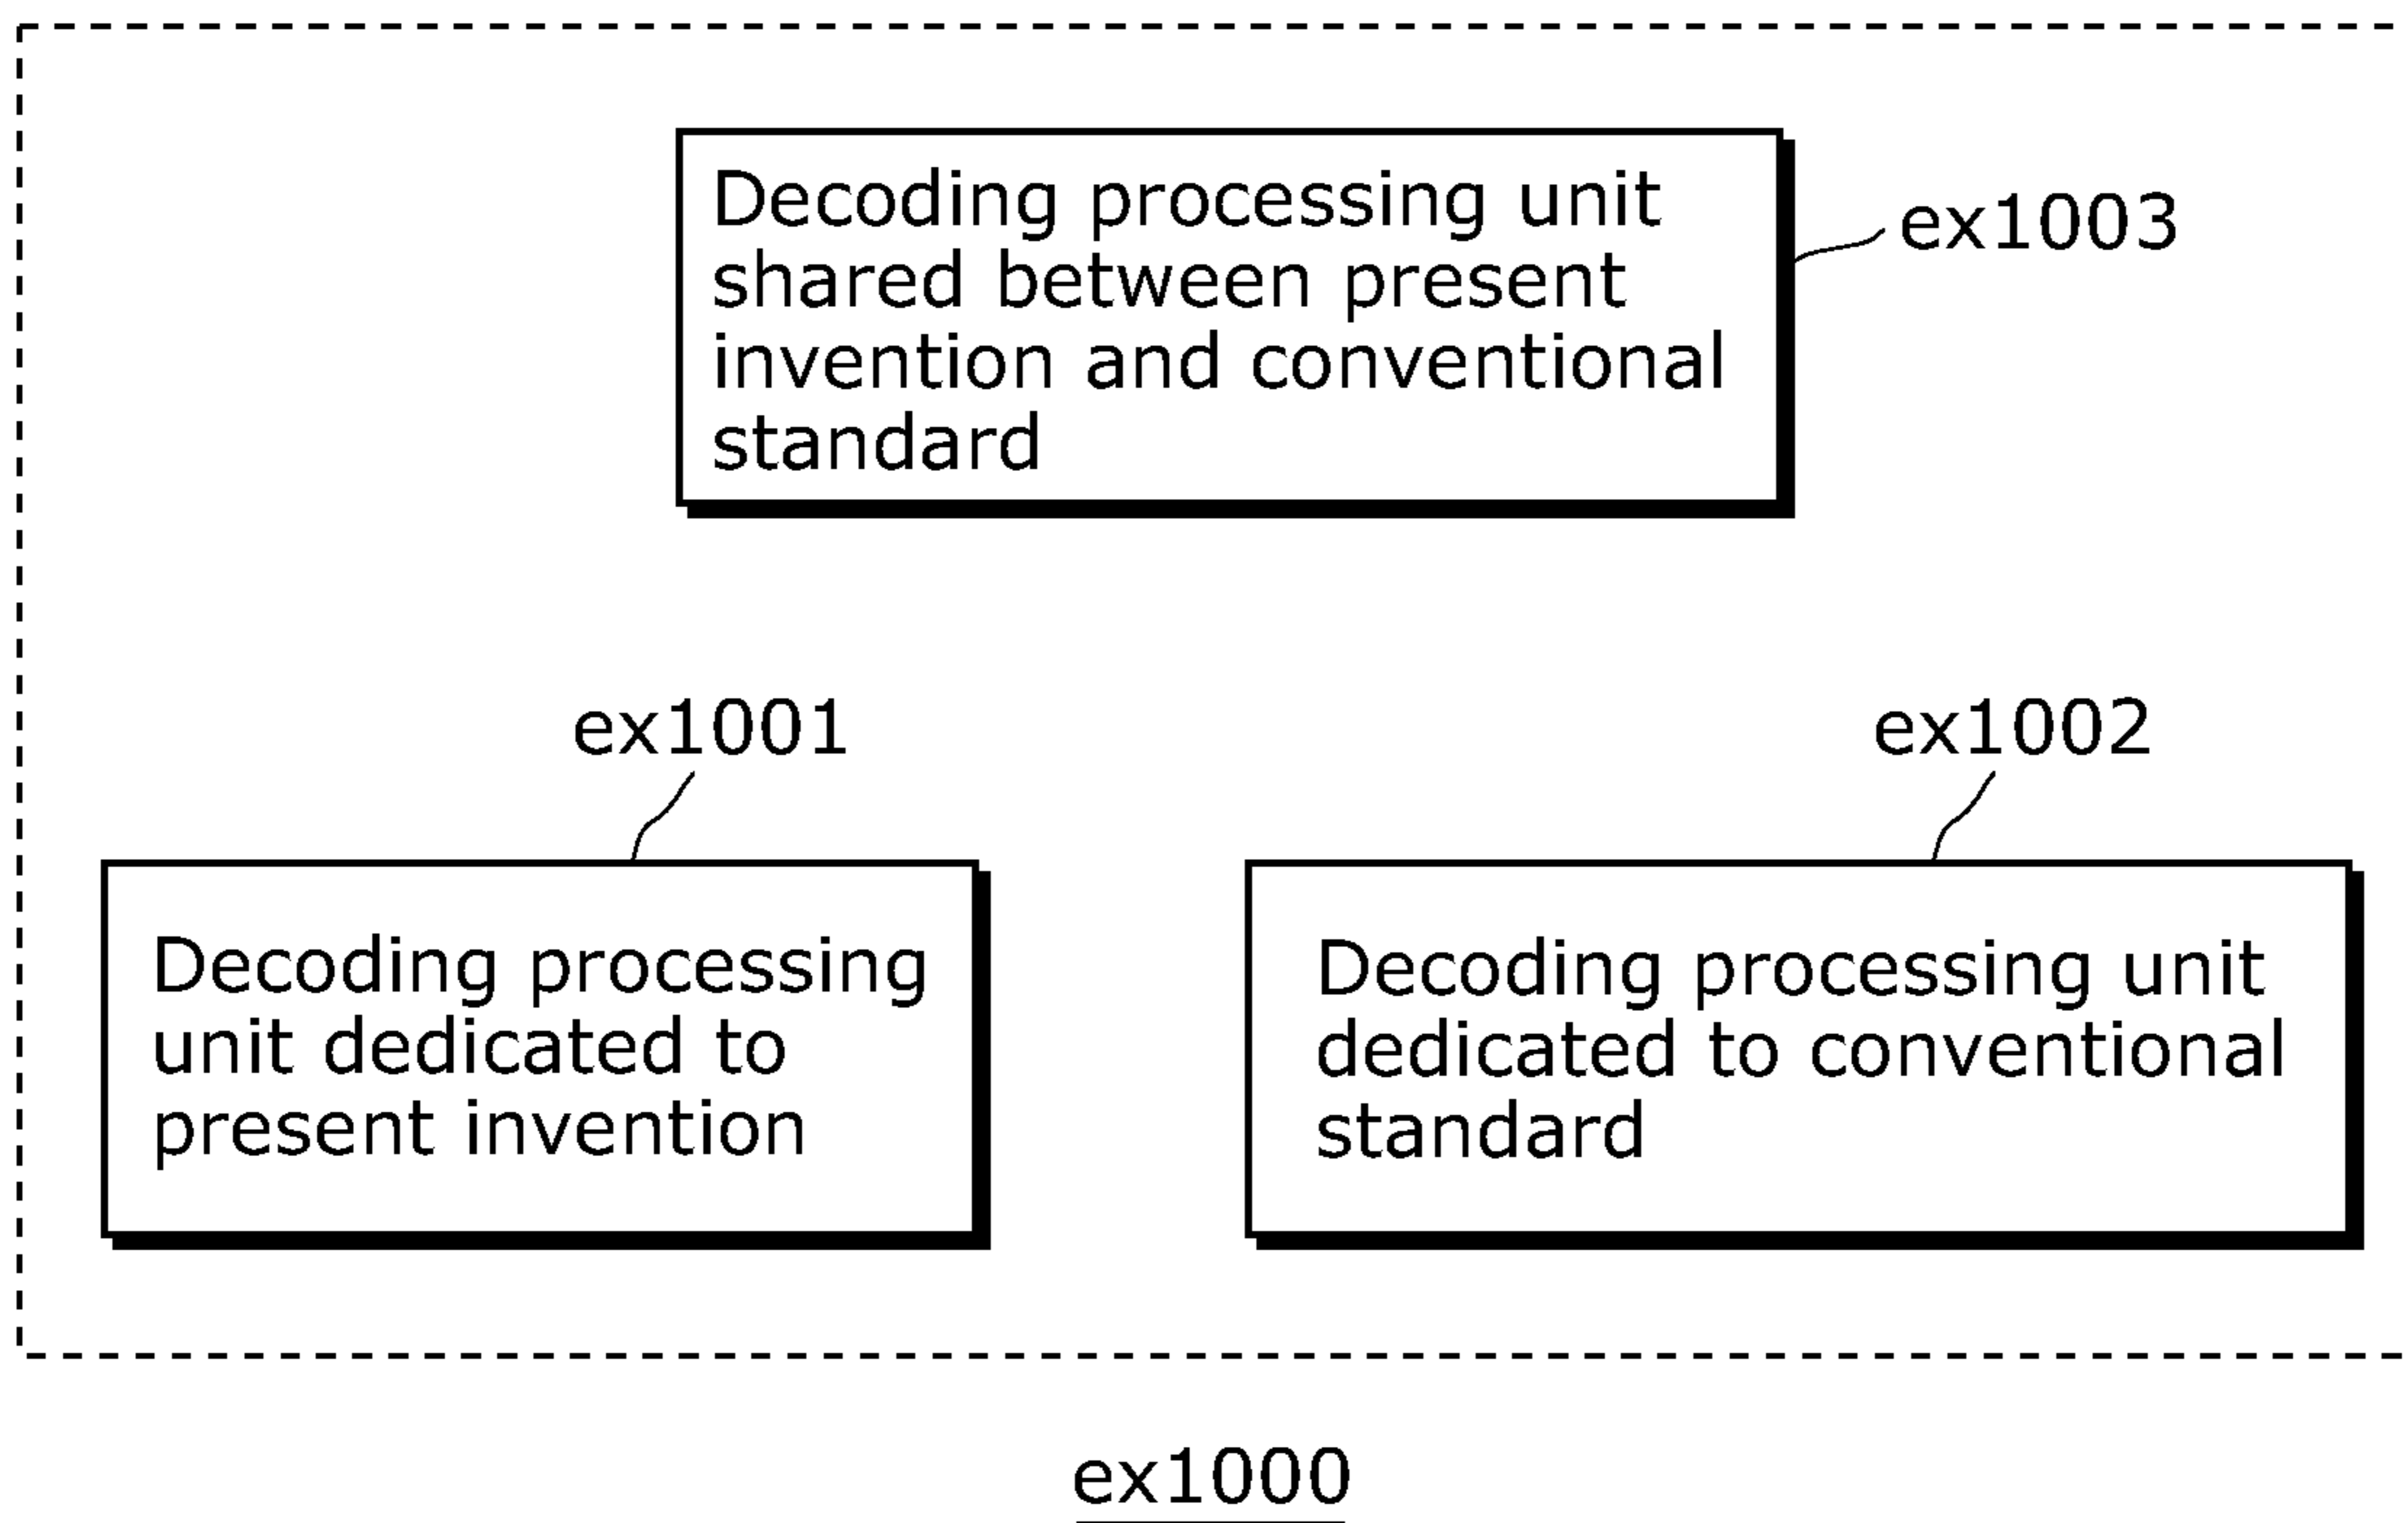 Decoding processing unit
shared between present
invention and conventional
standard
ex1003
ex1001
ex1002
Decoding processing
unit dedicated to
present invention
Decoding processing unit
dedicated to conventional
standard
ex1000